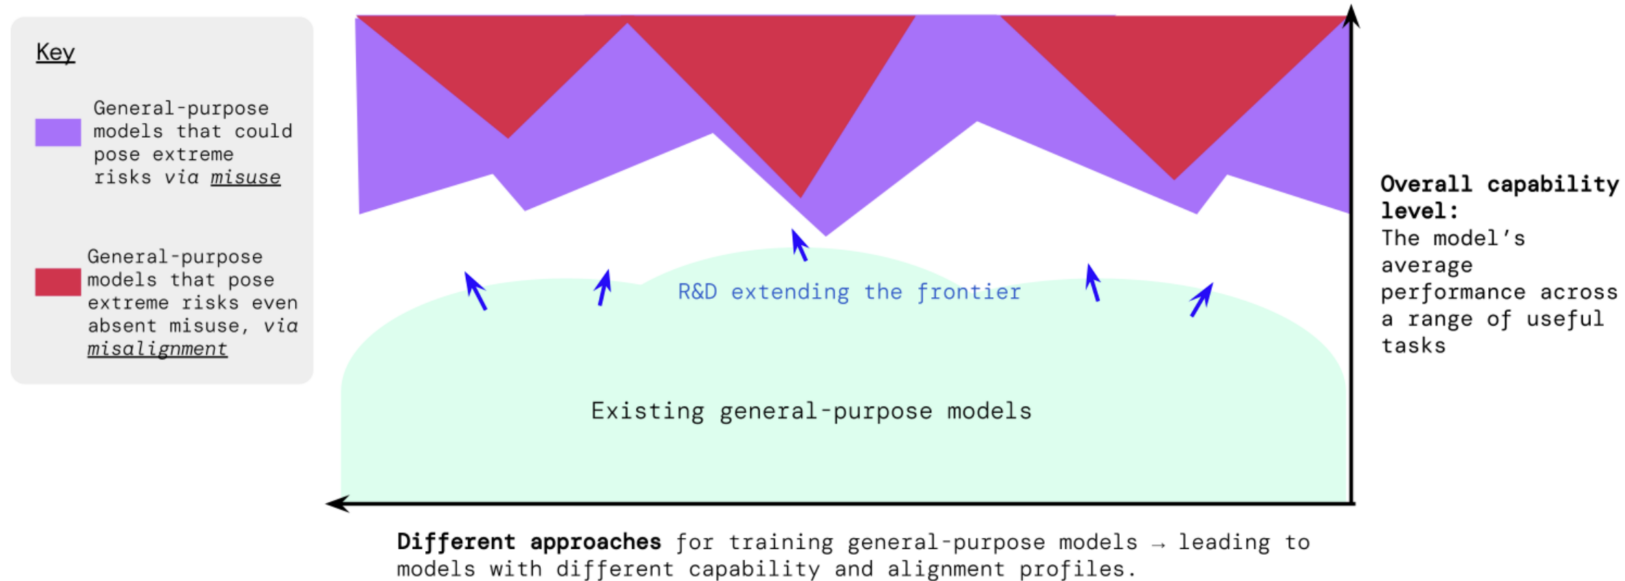 Key
General-purpose
models that could
pose extreme
risks via misuse
General-purpose
models that pose
extreme risks even
absent misuse, via
misalignment
R&D extending the frontier
Existing general-purpose models
Overall capability
level:
The model’s
average
performance across
a range of useful
tasks
Different approaches for training general-purpose models → leading to
models with different capability and alignment profiles.